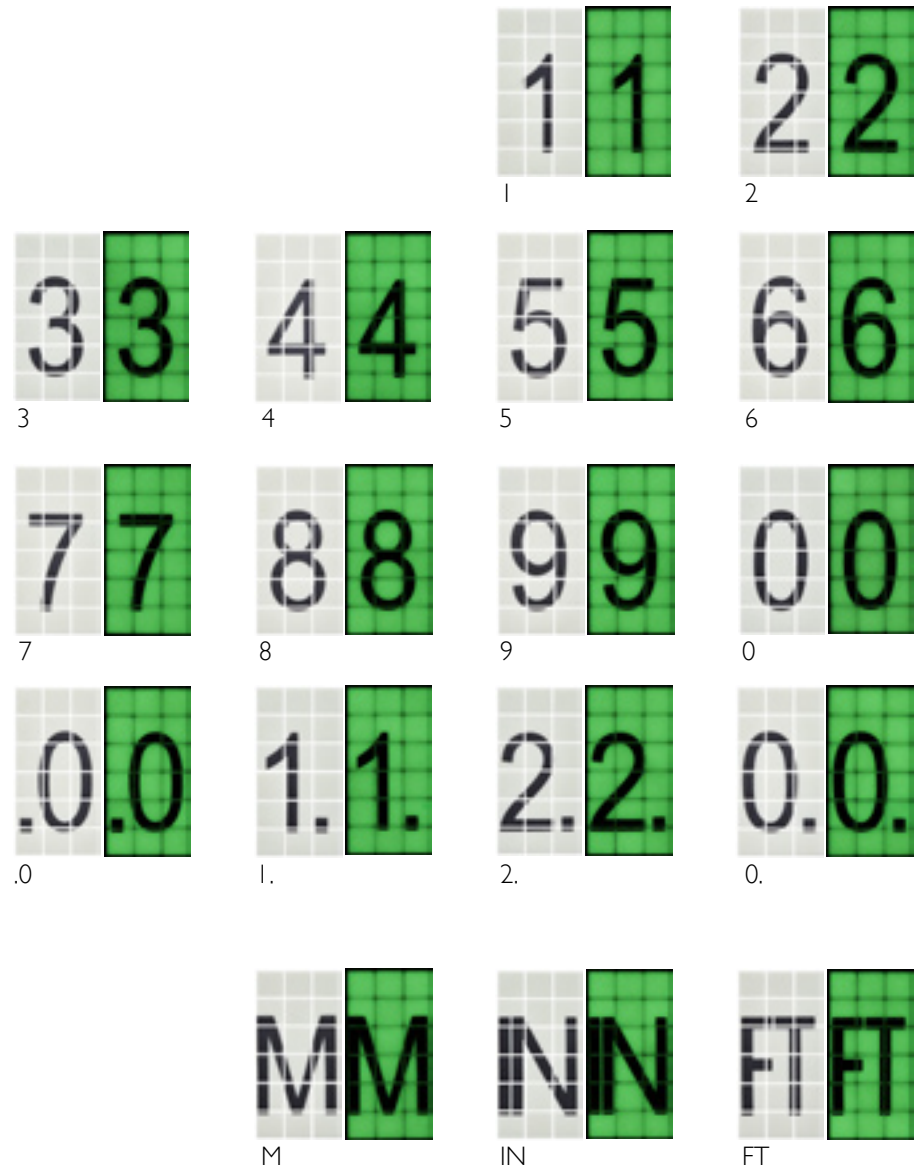 1 1 2 2
1 2
3 3 4 4 5 5 6 6
3 4 5 6
7 7 8 8 9 9 0 0
7 8 9 0
.0 .0 1. 1. 2. 2. 0. 0.
.0 1. 2. 0.
M M IN IN FT FT
M IN FT